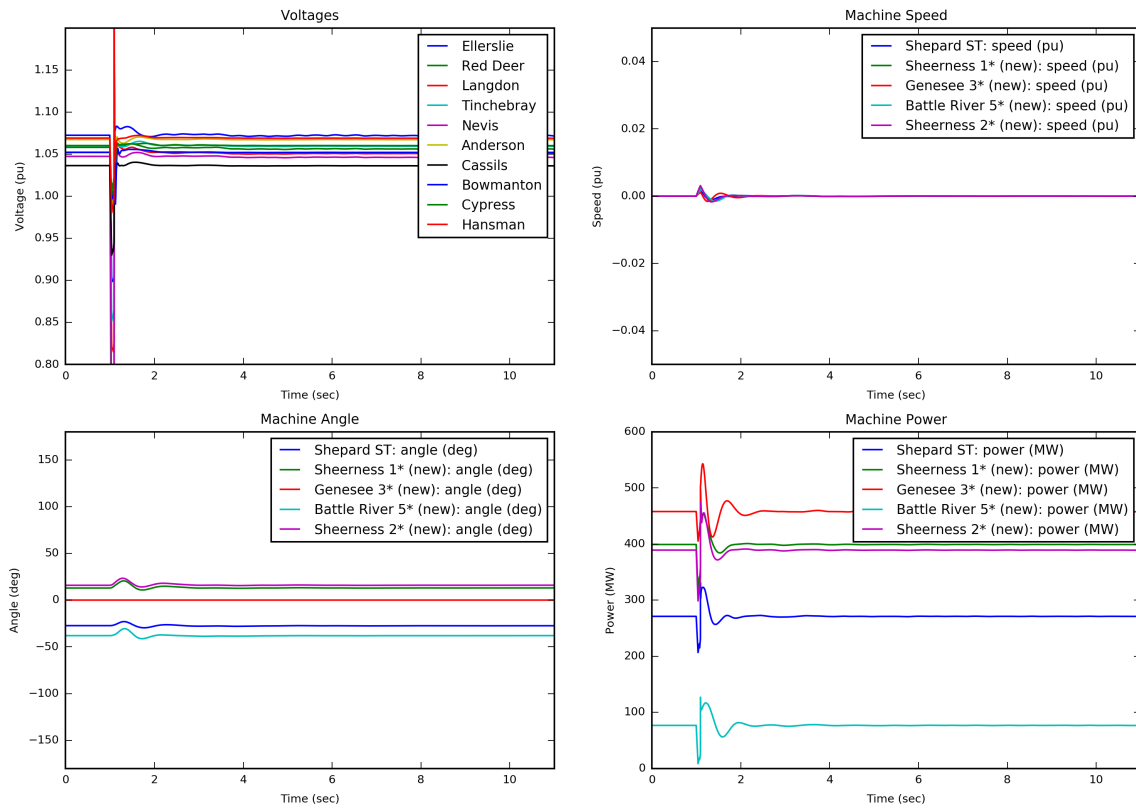 Voltages
Voltage (pu)
1.15
1.10
1.05
1.00
0.95
0.90
0.85
0.80
Ellerslie
Red Deer
Langdon
Tinchebray
Nevis
Anderson
Cassils
Bowmanton
Cypress
Hansman
0 2 4 6 8 10
Time (sec)
Machine Speed
Speed (pu)
0.04
0.02
0.00
−0.02
−0.04
Shepard ST: speed (pu)
Sheerness 1* (new): speed (pu)
Genesee 3* (new): speed (pu)
Battle River 5* (new): speed (pu)
Sheerness 2* (new): speed (pu)
0 2 4 6 8 10
Time (sec)
Machine Angle
Angle (deg)
150
100
50
0
−50
−100
−150
Shepard ST: angle (deg)
Sheerness 1* (new): angle (deg)
Genesee 3* (new): angle (deg)
Battle River 5* (new): angle (deg)
Sheerness 2* (new): angle (deg)
0 2 4 6 8 10
Time (sec)
Machine Power
Power (MW)
600
500
400
300
200
100
0
Shepard ST: power (MW)
Sheerness 1* (new): power (MW)
Genesee 3* (new): power (MW)
Battle River 5* (new): power (MW)
Sheerness 2* (new): power (MW)
0 2 4 6 8 10
Time (sec)